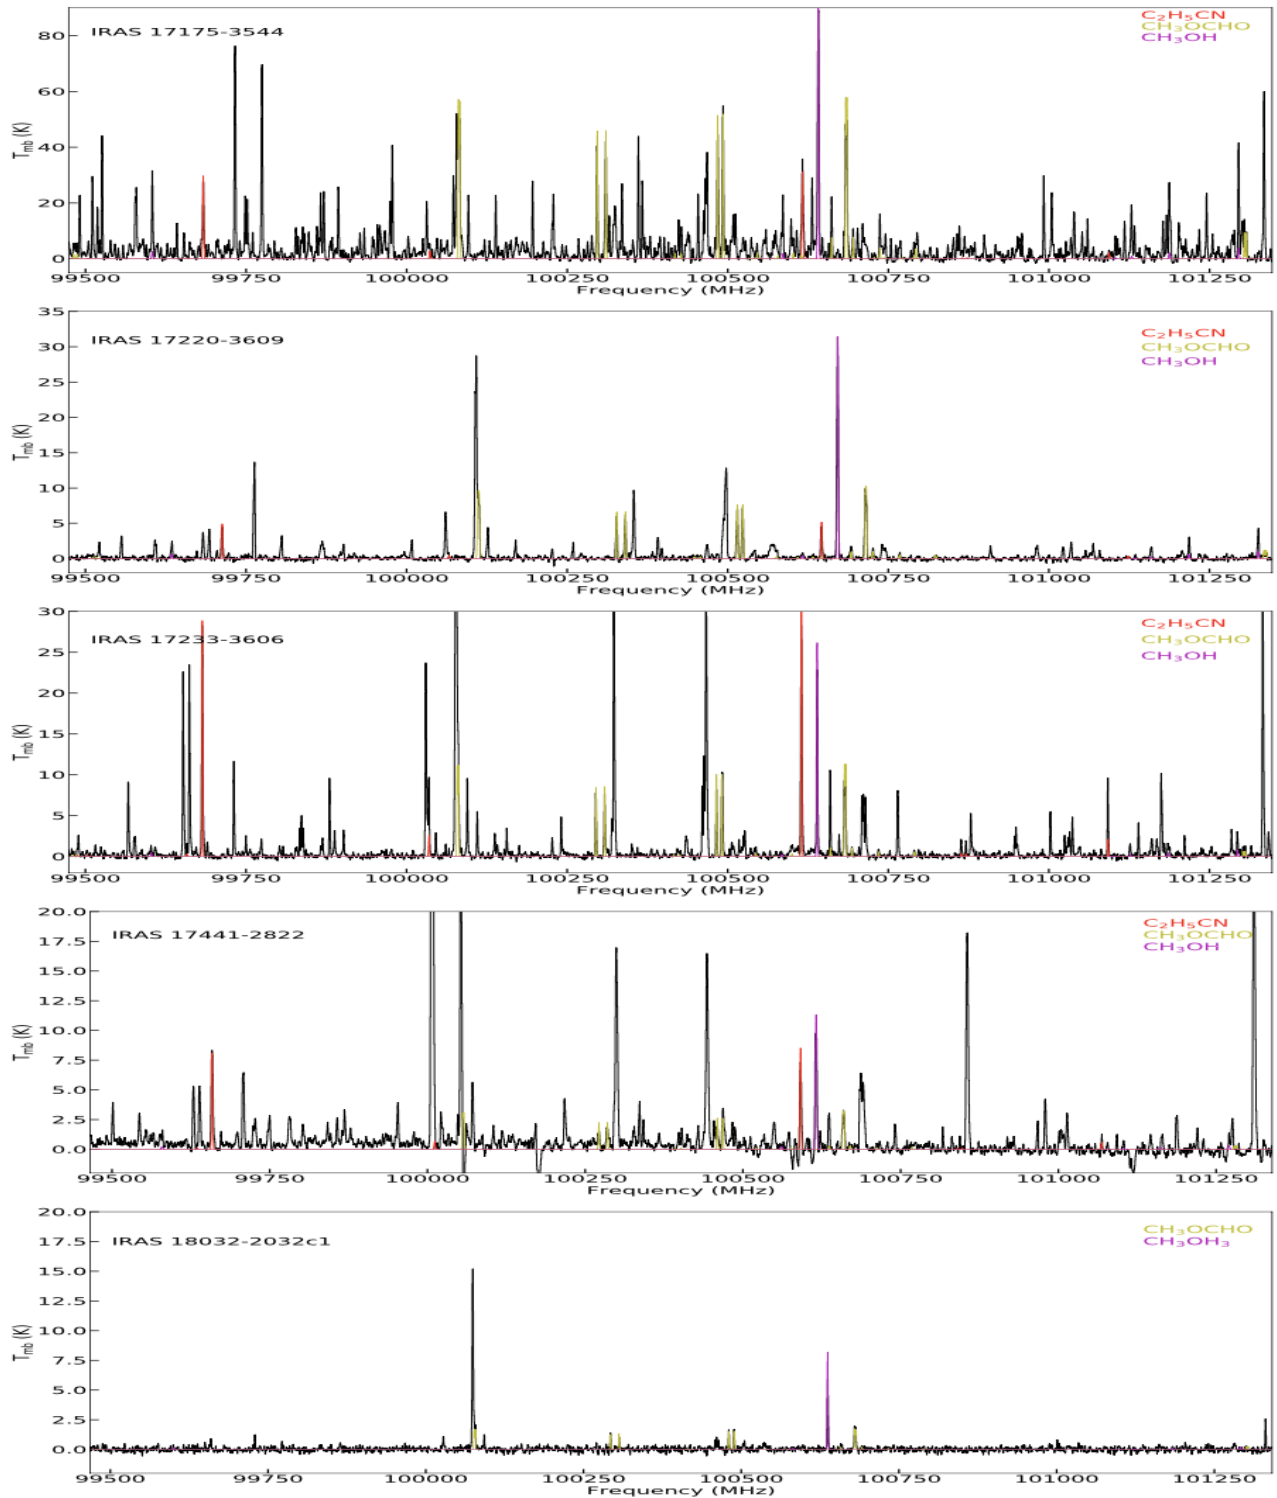 IRAS 17175-3544
C₂H₅CN
CH₃OCHO
CH₃OH
80
60
40
20
0
T_mb (K)
99500 99750 100000 100250 100500 100750 101000 101250
Frequency (MHz)
IRAS 17220-3609
C₂H₅CN
CH₃OCHO
CH₃OH
35
30
25
20
15
10
5
0
T_mb (K)
99500 99750 100000 100250 100500 100750 101000 101250
Frequency (MHz)
IRAS 17233-3606
C₂H₅CN
CH₃OCHO
CH₃OH
30
25
20
15
10
5
0
T_mb (K)
99500 99750 100000 100250 100500 100750 101000 101250
Frequency (MHz)
IRAS 17441-2822
C₂H₅CN
CH₃OCHO
CH₃OH
20.0
17.5
15.0
12.5
10.0
7.5
5.0
2.5
0.0
T_mb (K)
99500 99750 100000 100250 100500 100750 101000 101250
Frequency (MHz)
IRAS 18032-2032c1
CH₃OCHO
CH₃OH₃
20.0
17.5
15.0
12.5
10.0
7.5
5.0
2.5
0.0
T_mb (K)
99500 99750 100000 100250 100500 100750 101000 101250
Frequency (MHz)